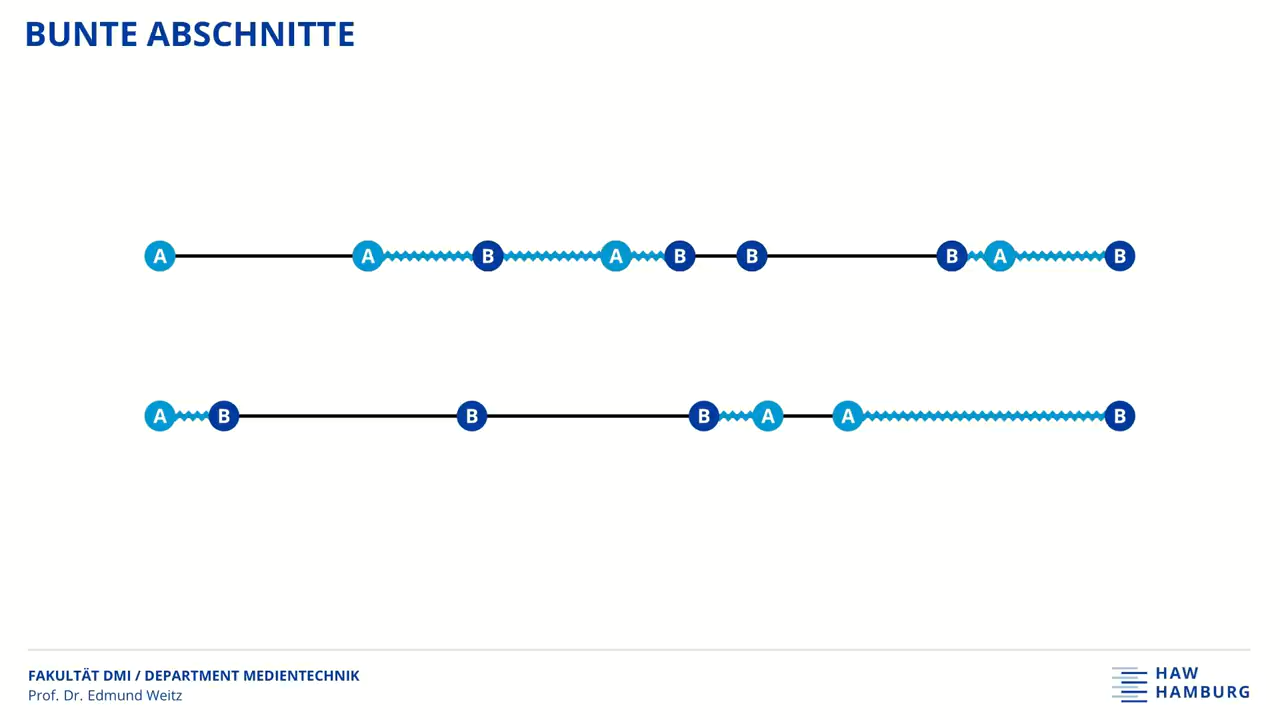 BUNTE ABSCHNITTE
A A B A B B B A B
A B B B A A B
FAKULTÄT DMI / DEPARTMENT MEDIENTECHNIK
Prof. Dr. Edmund Weitz
HAW
HAMBURG